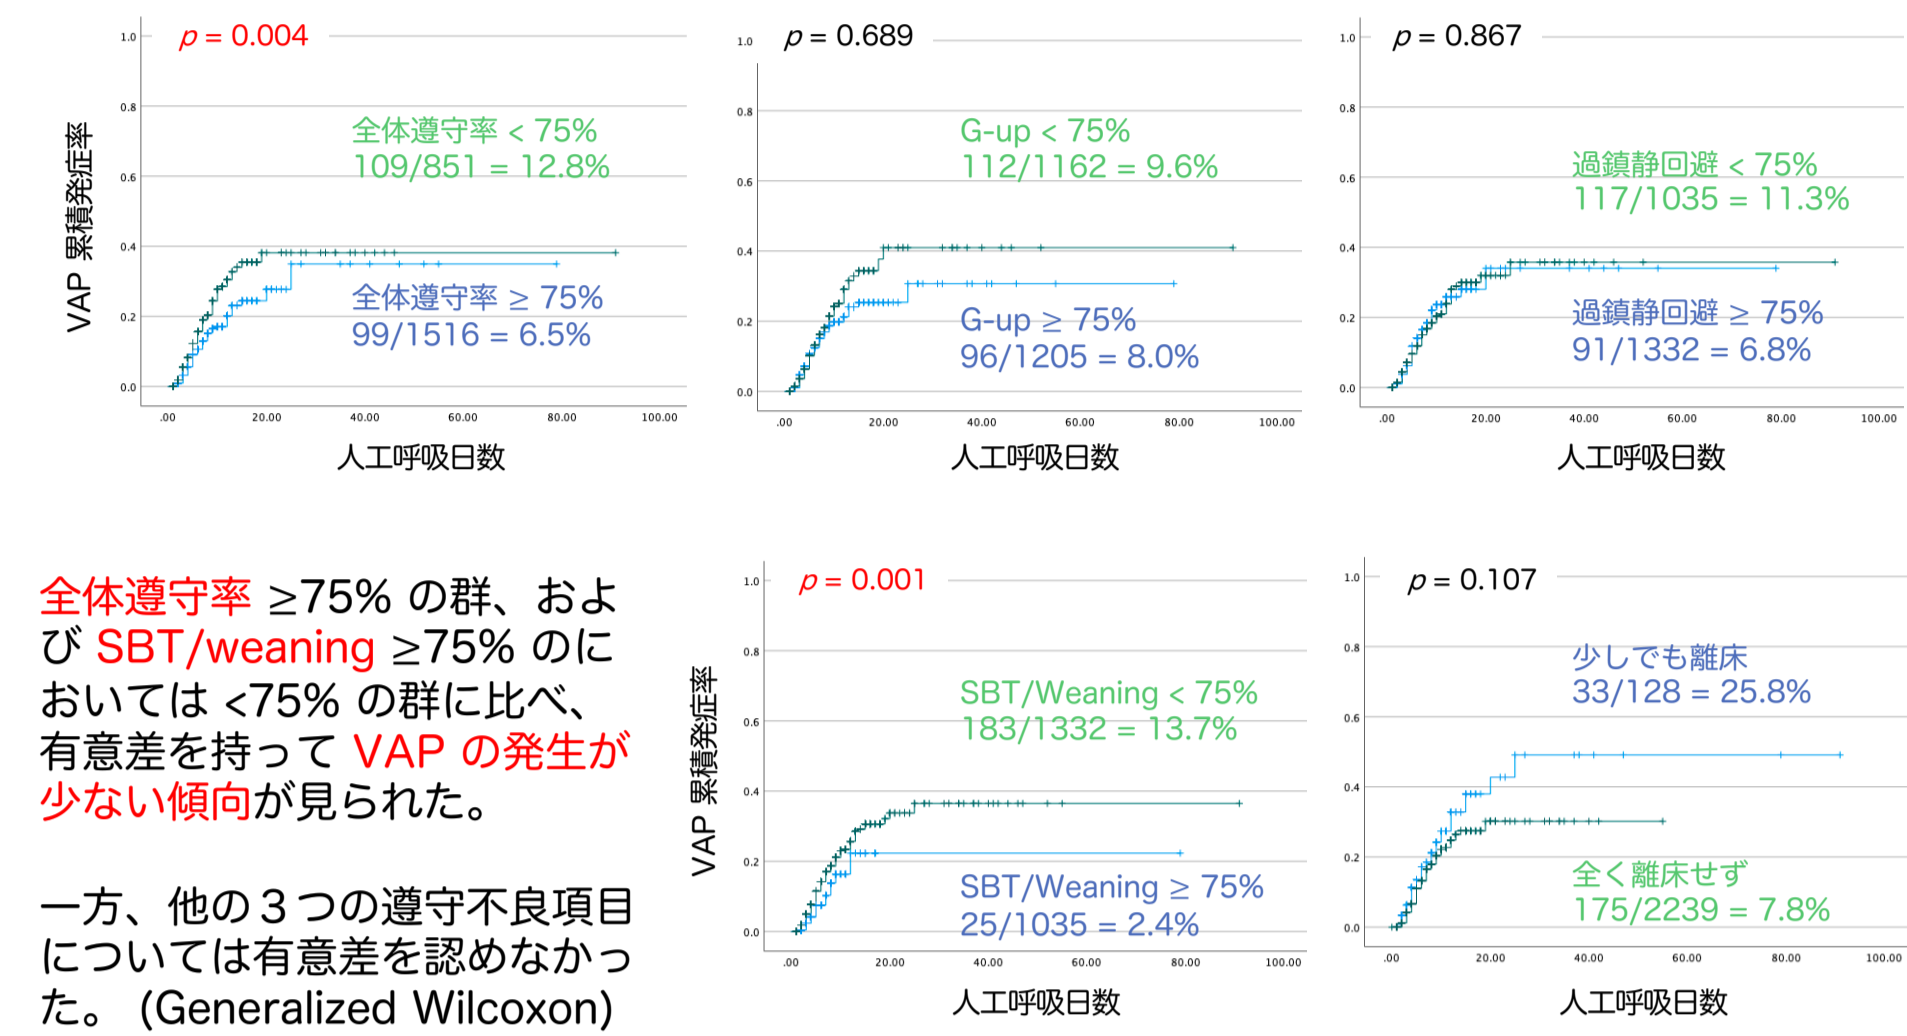 p = 0.004
1.0
0.8
0.6
0.4
0.2
0.0
VAP 累積発症率
全体遵守率 < 75%
109/851 = 12.8%
全体遵守率 ≥ 75%
99/1516 = 6.5%
.00 20.00 40.00 60.00 80.00 100.00
人工呼吸日数
p = 0.689
1.0
0.8
0.6
0.4
0.2
0.0
G-up < 75%
112/1162 = 9.6%
G-up ≥ 75%
96/1205 = 8.0%
.00 20.00 40.00 60.00 80.00 100.00
人工呼吸日数
p = 0.867
1.0
0.8
0.6
0.4
0.2
0.0
過鎮静回避 < 75%
117/1035 = 11.3%
過鎮静回避 ≥ 75%
91/1332 = 6.8%
.00 20.00 40.00 60.00 80.00 100.00
人工呼吸日数
全体遵守率 ≥75% の群、およ
び SBT/weaning ≥75% のに
おいては <75% の群に比べ、
有意差を持って VAP の発生が
少ない傾向が見られた。
一方、他の３つの遵守不良項目
については有意差を認めなかっ
た。 (Generalized Wilcoxon)
p = 0.001
1.0
0.8
0.6
0.4
0.2
0.0
VAP 累積発症率
SBT/Weaning < 75%
183/1332 = 13.7%
SBT/Weaning ≥ 75%
25/1035 = 2.4%
.00 20.00 40.00 60.00 80.00 100.00
人工呼吸日数
p = 0.107
1.0
0.8
0.6
0.4
0.2
0.0
少しでも離床
33/128 = 25.8%
全く離床せず
175/2239 = 7.8%
.00 20.00 40.00 60.00 80.00 100.00
人工呼吸日数